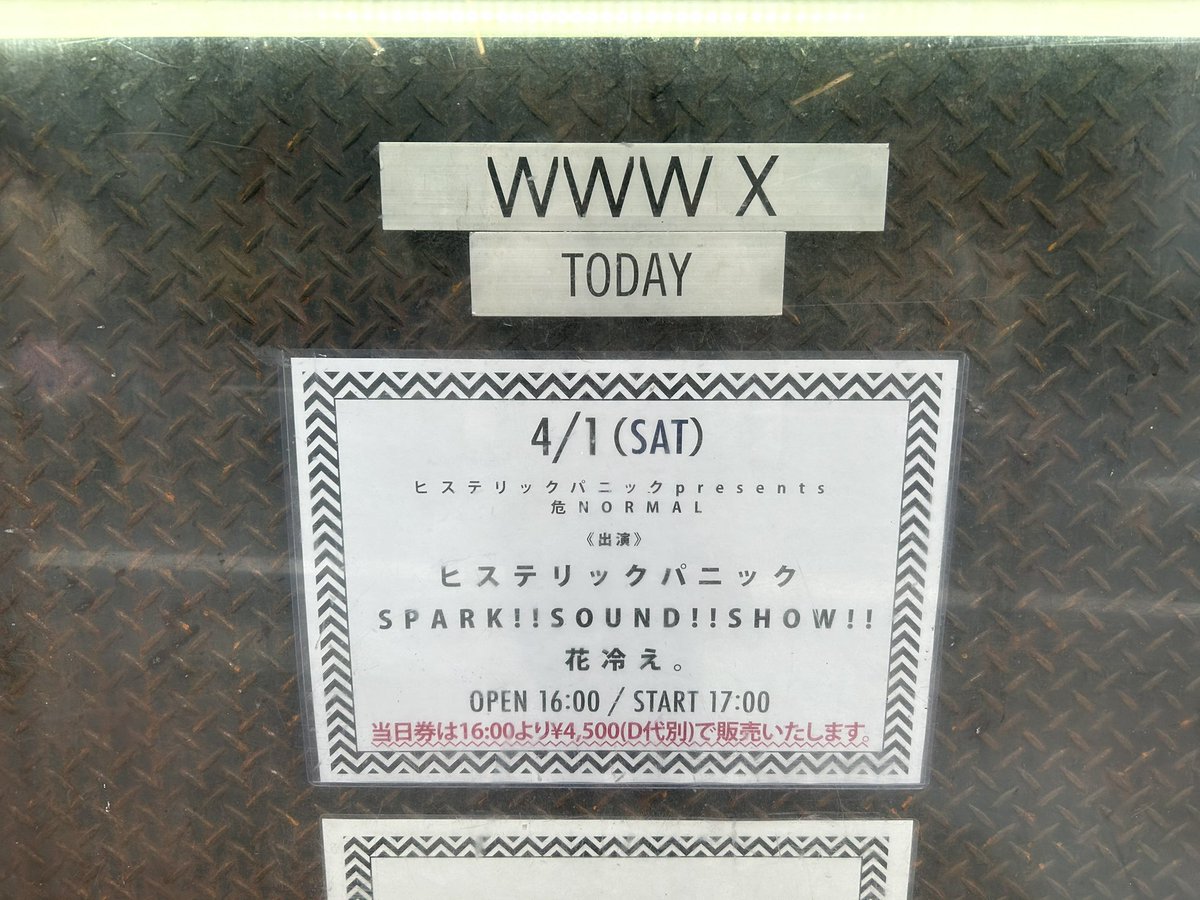 WWW X
TODAY
4/1(SAT)
ヒステリックパニックpresents
危NORMAL
《出演》
ヒステリックパニック
SPARK!!SOUND!!SHOW!!
花冷え。
OPEN 16:00 / START 17:00
当日券は16:00より¥4,500(D代別)で販売いたします。